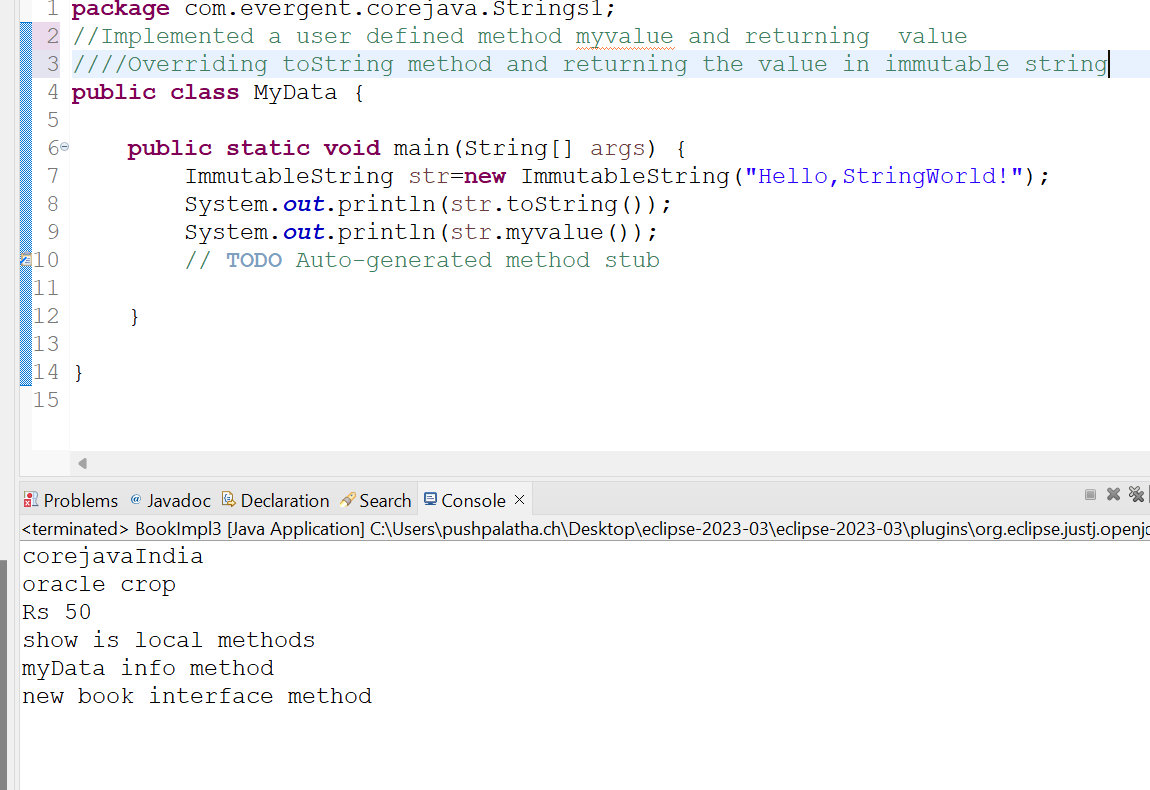 1 package com.evergent.corejava.Strings1;
2 //Implemented a user defined method myvalue and returning  value
3 ////Overriding toString method and returning the value in immutable string
4 public class MyData {
5
6 public static void main(String[] args) {
7 ImmutableString str=new ImmutableString("Hello,StringWorld!");
8 System.out.println(str.toString());
9 System.out.println(str.myvalue());
10 // TODO Auto-generated method stub
11
12 }
13
14 }
15
Problems @ Javadoc Declaration Search Console
<terminated> BookImpl3 [Java Application] C:\Users\pushpalatha.ch\Desktop\eclipse-2023-03\eclipse-2023-03\plugins\org.eclipse.justj.openjc
corejavaIndia
oracle crop
Rs 50
show is local methods
myData info method
new book interface method